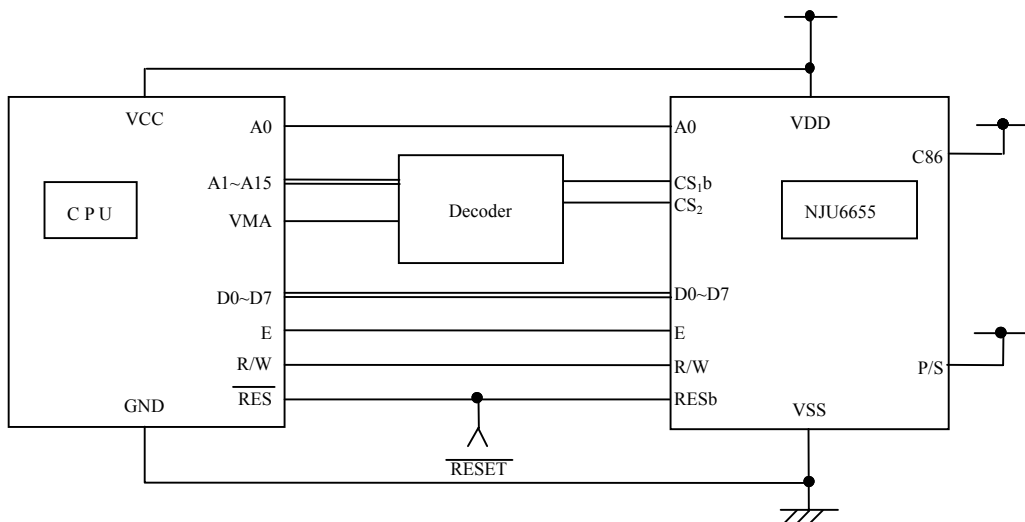 VCC
A0
A1~A15
C P U
VMA
D0~D7
E
R/W
RES
GND
Decoder
RESET
VDD
A0
C86
CS₁b
CS₂
NJU6655
D0~D7
E
R/W
P/S
RESb
VSS